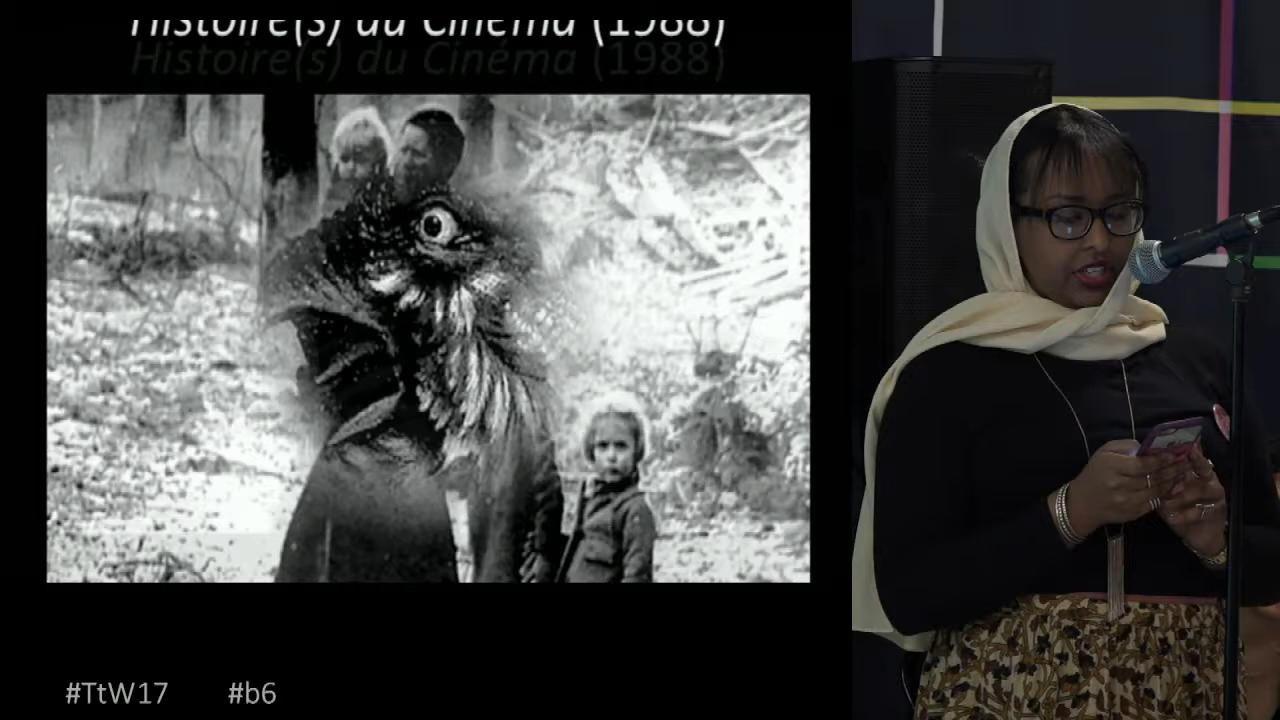 Histoire(s) du Cinéma (1988)
Histoire(s) du Cinéma (1988)
#TtW17 #b6